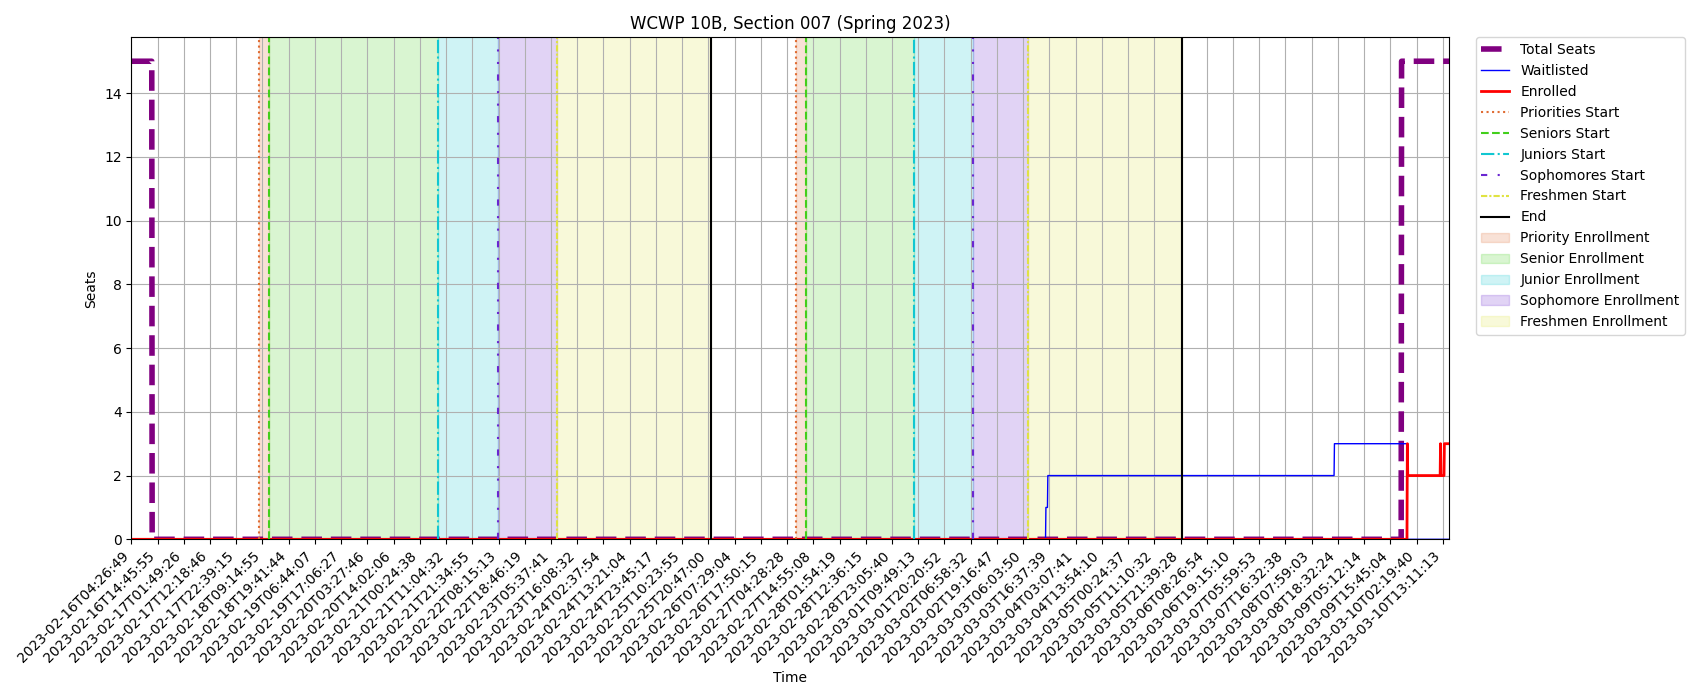 WCWP 10B, Section 007 (Spring 2023)
Seats
14
12
10
8
6
4
2
0
2023-02-16T04:26:49
2023-02-16T14:45:55
2023-02-17T01:49:26
2023-02-17T12:18:46
2023-02-17T22:39:15
2023-02-18T09:14:55
2023-02-18T19:41:44
2023-02-19T06:44:07
2023-02-19T17:06:27
2023-02-20T03:27:46
2023-02-20T14:02:06
2023-02-21T00:24:38
2023-02-21T11:04:32
2023-02-21T21:34:55
2023-02-22T08:15:13
2023-02-22T18:46:19
2023-02-23T05:37:41
2023-02-23T16:08:32
2023-02-24T02:37:54
2023-02-24T13:21:04
2023-02-24T23:45:17
2023-02-25T10:23:55
2023-02-25T20:47:00
2023-02-26T07:29:04
2023-02-26T17:50:15
2023-02-27T04:28:28
2023-02-27T14:55:08
2023-02-28T01:54:19
2023-02-28T12:36:15
2023-02-28T23:05:40
2023-03-01T09:49:13
2023-03-01T20:20:52
2023-03-02T06:58:32
2023-03-02T19:16:47
2023-03-03T06:03:50
2023-03-03T16:37:39
2023-03-04T03:07:41
2023-03-04T13:54:10
2023-03-05T00:24:37
2023-03-05T11:10:32
2023-03-05T21:39:28
2023-03-06T08:26:54
2023-03-06T19:15:10
2023-03-07T05:59:53
2023-03-07T16:32:38
2023-03-08T07:59:03
2023-03-08T18:32:24
2023-03-09T05:12:14
2023-03-09T15:45:04
2023-03-10T02:19:40
2023-03-10T13:11:13
Time
Total Seats
Waitlisted
Enrolled
Priorities Start
Seniors Start
Juniors Start
Sophomores Start
Freshmen Start
End
Priority Enrollment
Senior Enrollment
Junior Enrollment
Sophomore Enrollment
Freshmen Enrollment